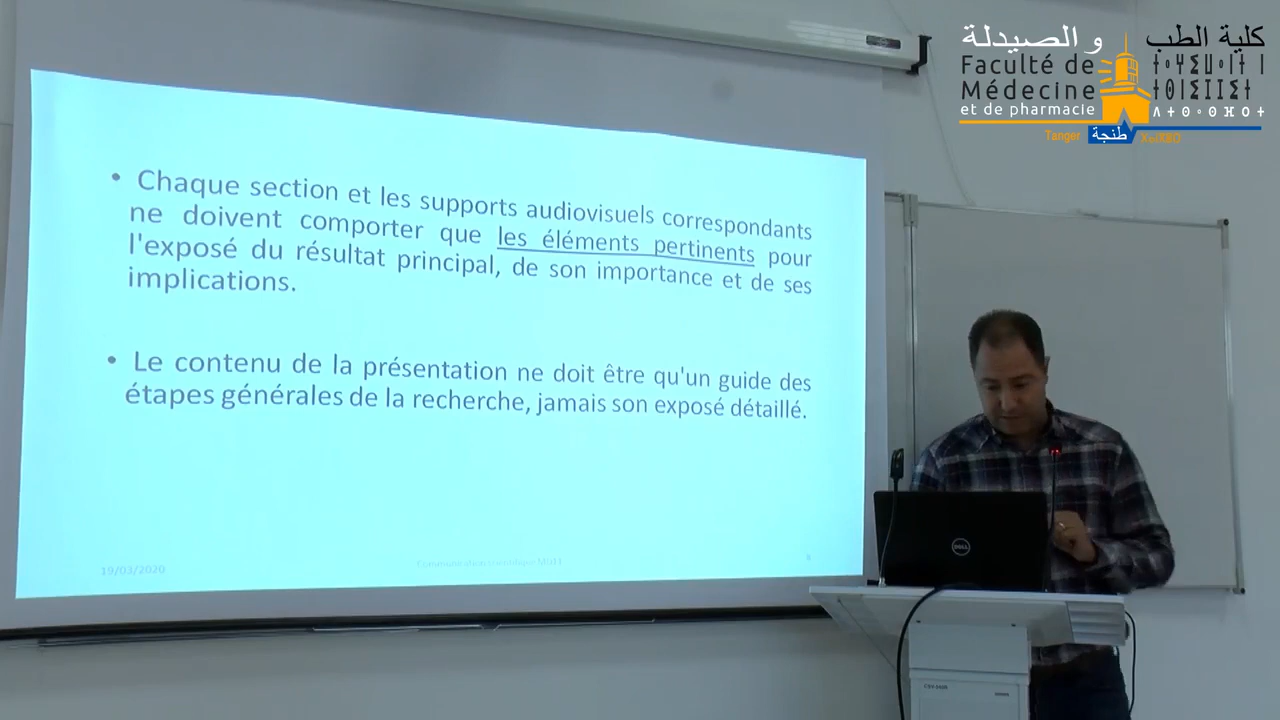 و الصيدلة كلية الطب
Faculté de
Médecine
et de pharmacie
Tanger طنجة
• Chaque section et les supports audiovisuels correspondants
ne doivent comporter que les éléments pertinents pour
l'exposé du résultat principal, de son importance et de ses
implications.
• Le contenu de la présentation ne doit être qu'un guide des
étapes générales de la recherche, jamais son exposé détaillé.
19/03/2020
Communication scientifique
DELL